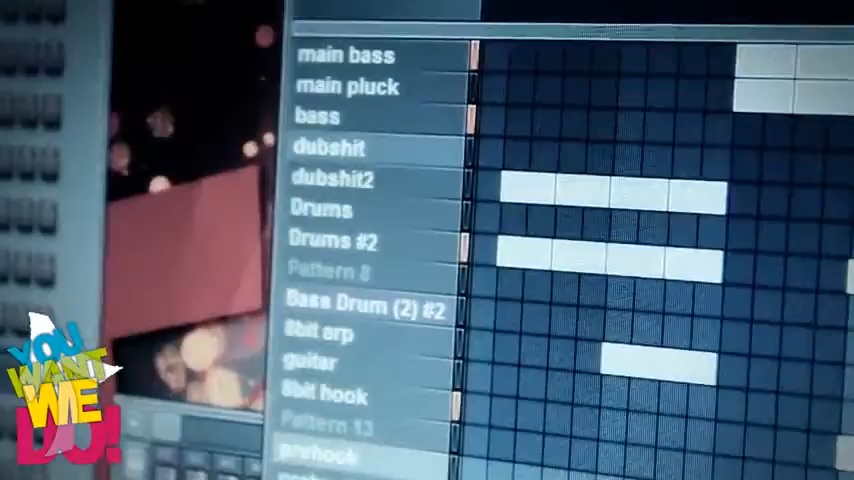 main bass
main pluck
bass
dubshit
dubshit2
Drums
Drums #2
Pattern 8
Bass Drum (2) #2
8bit arp
guitar
8bit hook
Pattern 13
prehook
YOU
WANT
WE
DO!